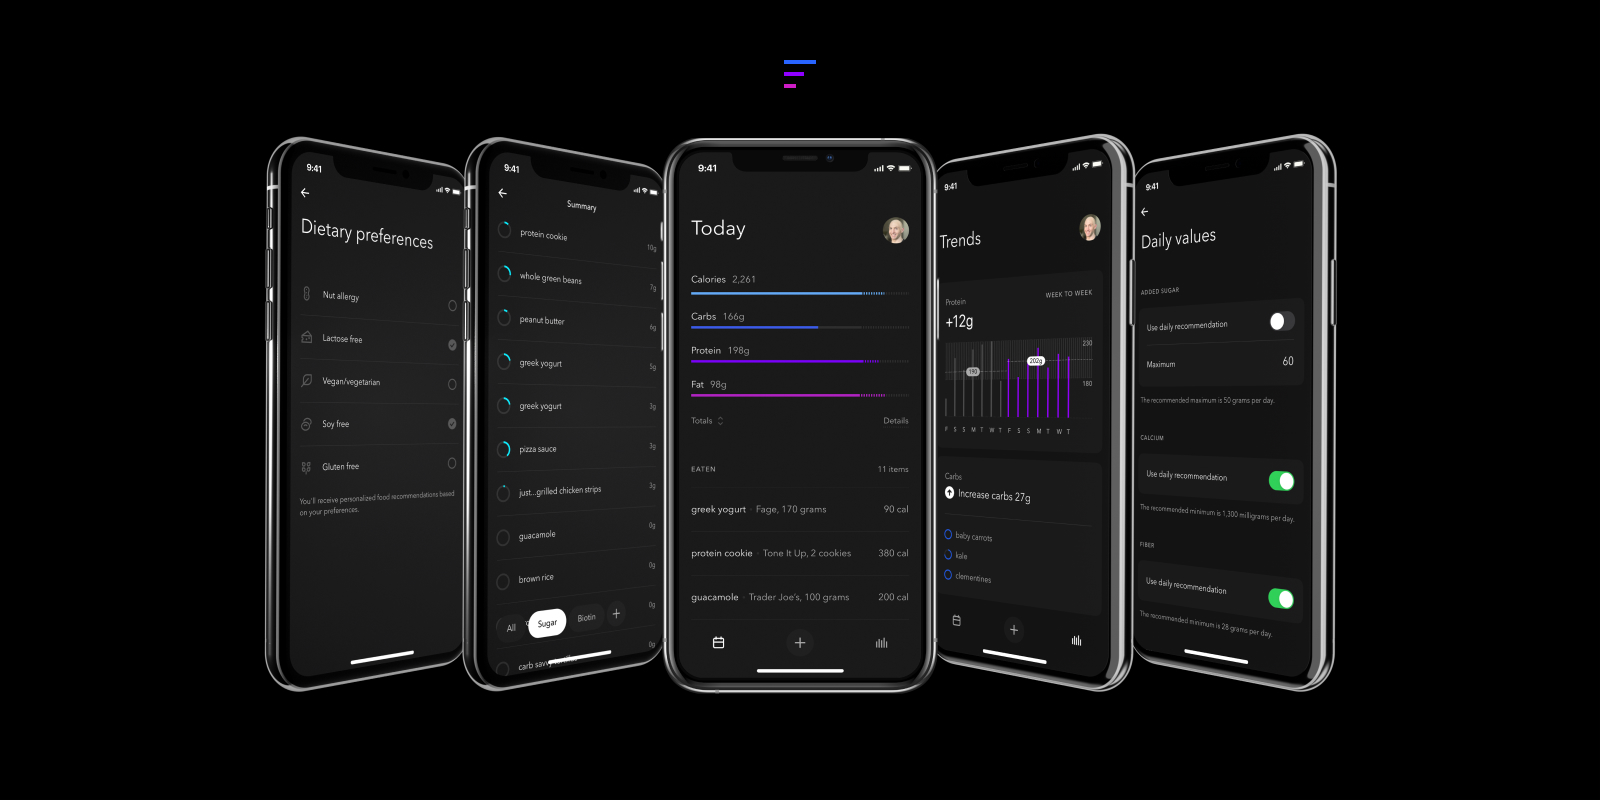 9:41
Dietary preferences
Nut allergy
Lactose free
Vegan/vegetarian
Soy free
Gluten free
You'll receive personalized food recommendations based
on your preferences.
9:41
Summary
protein cookie
10g
whole green beans
7g
peanut butter
6g
greek yogurt
5g
greek yogurt
3g
pizza sauce
3g
just...grilled chicken strips
3g
guacamole
0g
brown rice
0g
0g
All
Sugar
Biotin
+
carb savvy
0g
9:41
Today
Calories 2,261
Carbs 166g
Protein 198g
Fat 98g
Totals
Details
EATEN
11 items
greek yogurt · Fage, 170 grams
90 cal
protein cookie · Tone It Up, 2 cookies
380 cal
guacamole · Trader Joe's, 100 grams
200 cal
9:41
Trends
Protein
WEEK TO WEEK
+12g
230
202g
190
180
F S S M T W T F S S M T W T
Carbs
Increase carbs 27g
baby carrots
kale
clementines
9:41
Daily values
ADDED SUGAR
Use daily recommendation
Maximum
60
The recommended maximum is 50 grams per day.
CALCIUM
Use daily recommendation
The recommended minimum is 1,300 milligrams per day.
FIBER
Use daily recommendation
The recommended minimum is 28 grams per day.